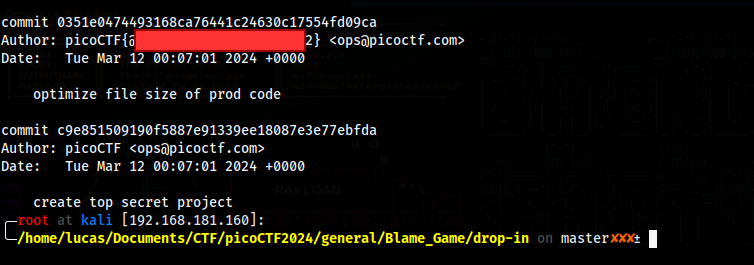 commit 0351e0474493168ca76441c24630c17554fd09ca
Author: picoCTF{@ 2} <ops@picoctf.com>
Date:   Tue Mar 12 00:07:01 2024 +0000
optimize file size of prod code
commit c9e851509190f5887e91339ee18087e3e77ebfda
Author: picoCTF <ops@picoctf.com>
Date:   Tue Mar 12 00:07:01 2024 +0000
PAYLOAD
create top secret project
root at kali [192.168.181.160]:
/home/lucas/Documents/CTF/picoCTF2024/general/Blame_Game/drop-in on master✘✘✘±